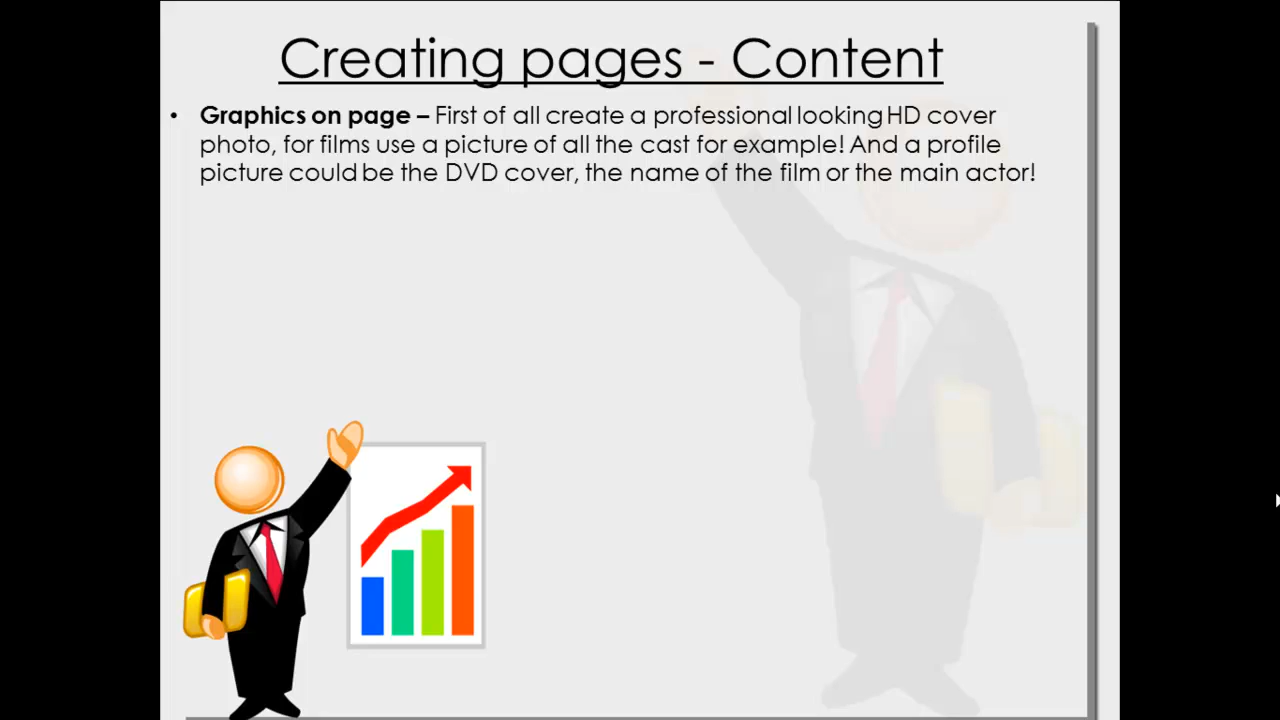 Creating pages - Content
• Graphics on page – First of all create a professional looking HD cover
photo, for films use a picture of all the cast for example! And a profile
picture could be the DVD cover, the name of the film or the main actor!